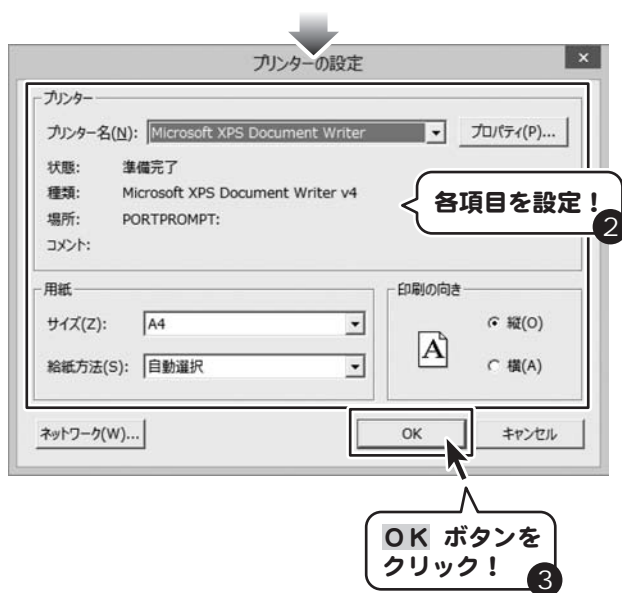 プリンターの設定
プリンター
プリンター名(N): Microsoft XPS Document Writer プロパティ(P)...
状態: 準備完了
種類: Microsoft XPS Document Writer v4
場所: PORTPROMPT:
コメント:
各項目を設定！
2
用紙
サイズ(Z): A4
給紙方法(S): 自動選択
印刷の向き
A
縦(O)
横(A)
ネットワーク(W)... OK キャンセル
ＯＫ ボタンを
クリック！
3